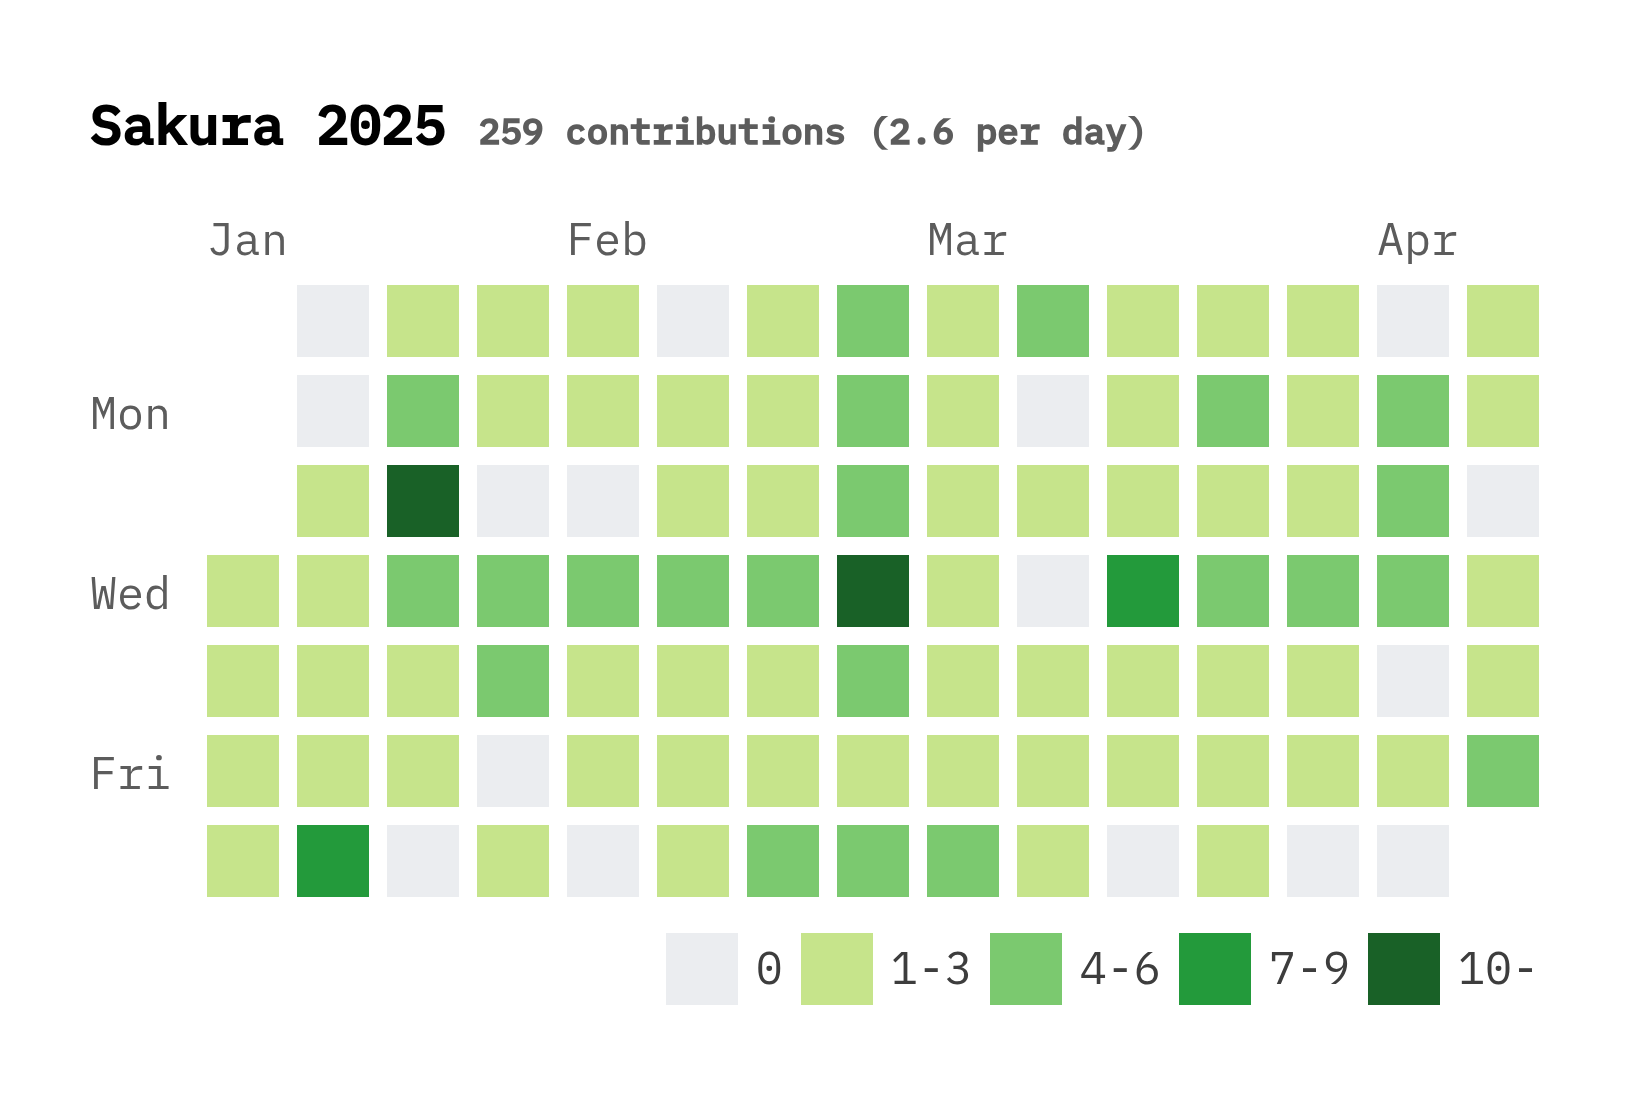 Sakura 2025 259 contributions (2.6 per day)
Jan Feb Mar Apr
Mon
Wed
Fri
0 1-3 4-6 7-9 10-